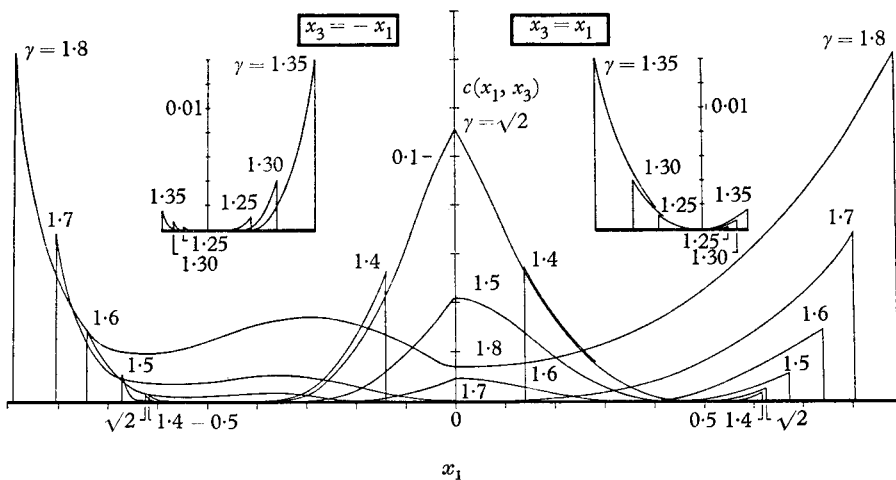 x₃ = − x₁
x₃ = x₁
γ = 1·8
γ = 1·8
γ = 1·35
γ = 1·35
c(x₁, x₃)
0·01
0·01
γ = √2
0·1
1·30
1·30
1·35
1·25
1·25
1·35
1·7
1·7
1·25
1·30
1·25
1·30
1·4
1·4
1·5
1·6
1·6
1·8
1·6
1·5
1·5
1·7
√2 1·4 − 0·5
0
0·5 1·4 √2
x₁